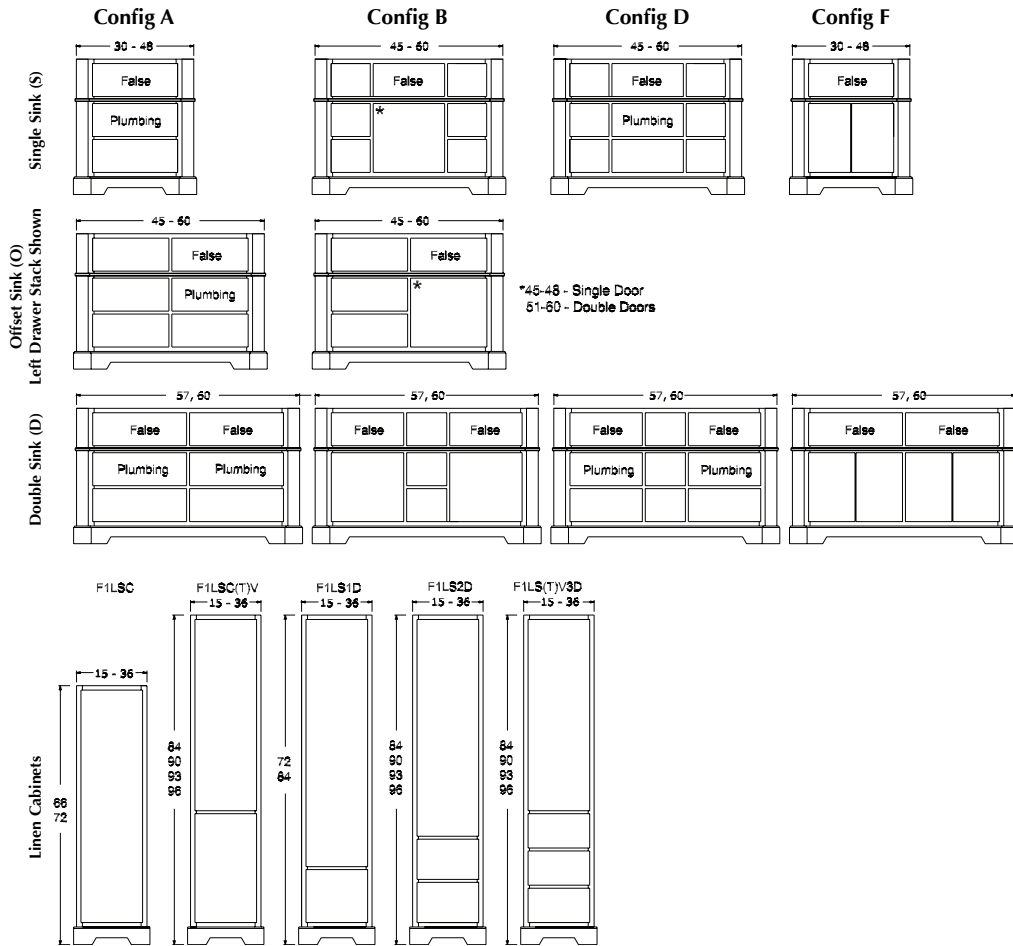 Config A
Config B
Config D
Config F
Single Sink (S)
30 - 48
45 - 60
45 - 60
30 - 48
False
False
False
False
Plumbing
*
Plumbing
Offset Sink (O)
Left Drawer Stack Shown
45 - 60
45 - 60
False
False
Plumbing
*
*45-48 - Single Door
51-60 - Double Doors
Double Sink (D)
57, 60
57, 60
57, 60
57, 60
False
False
False
False
False
False
False
False
Plumbing
Plumbing
Plumbing
Plumbing
Linen Cabinets
F1LSC
F1LSC(T)V
F1LS1D
F1LS2D
F1LS(T)V3D
15 - 36
15 - 36
15 - 36
15 - 36
15 - 36
66
72
84
90
93
96
72
84
84
90
93
96
84
90
93
96